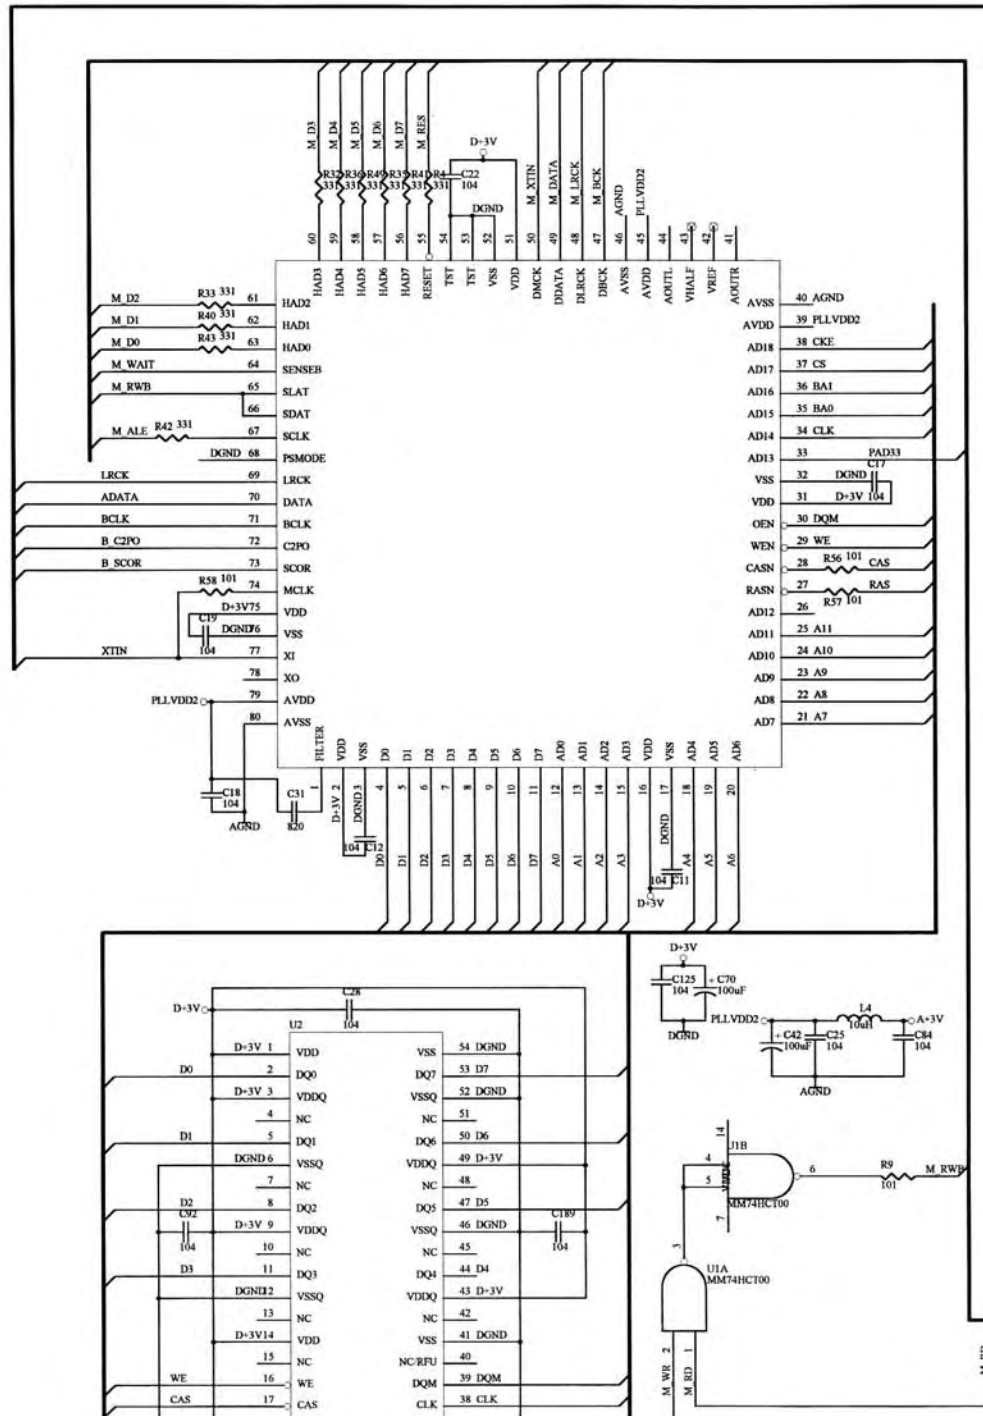 M_D3 M_D4 M_D5 M_D6 M_D7 M_RES
D+3V
R32 R36 R49 R35 R4
331 331 331 331 331 331
C22
104
DGND
M_XTIN M_DATA M_LRCK M_BCK AGND PLLVDD2
60 59 58 57 56 55 54 53 52 51 50 49 48 47 46 45 44 43 42 41
HAD3 HAD4 HAD5 HAD6 HAD7 RESET TST TST VSS VDD DMCK DDATA DLRCK DBCK AVSS AVDD AOUTL VHALF VREF AOUTR
M_D2 R33 331 61 HAD2
M_D1 R40 331 62 HAD1
M_D0 R43 331 63 HAD0
M_WAIT 64 SENSEB
M_RWB 65 SLAT
66 SDAT
M_ALE R42 331 67 SCLK
DGND 68 PSMODE
LRCK 69 LRCK
ADATA 70 DATA
BCLK 71 BCLK
B_C2PO 72 C2PO
B_SCOR 73 SCOR
R58 101 74 MCLK
D+3V 75 VDD
C19 104 DGND 76 VSS
XTIN 77 XI
78 XO
PLLVDD2 79 AVDD
80 AVSS
AVSS 40 AGND
AVDD 39 PLLVDD2
AD18 38 CKE
AD17 37 CS
AD16 36 BA1
AD15 35 BA0
AD14 34 CLK
AD13 33 PAD33
VSS 32 DGND C17
VDD 31 D+3V 104
OEN 30 DQM
WEN 29 WE
CASN 28 R56 101 CAS
RASN 27 R57 101 RAS
AD12 26
AD11 25 A11
AD10 24 A10
AD9 23 A9
AD8 22 A8
AD7 21 A7
FILTER VDD VSS D0 D1 D2 D3 D4 D5 D6 D7 AD0 AD1 AD2 AD3 VDD VSS AD4 AD5 AD6
1 2 3 4 5 6 7 8 9 10 11 12 13 14 15 16 17 18 19 20
C18
104
AGND
C31
820
D+3V DGND
104 C12
D0 D1 D2 D3 D4 D5 D6 D7 A0 A1 A2 A3
DGND
104 C11
D+3V
A4 A5 A6
D+3V
C28
104
U2
D+3V 1 VDD
D0 2 DQ0
D+3V 3 VDDQ
4 NC
D1 5 DQ1
DGND 6 VSSQ
7 NC
D2 8 DQ2
C92 104 D+3V 9 VDDQ
10 NC
D3 11 DQ3
DGND 12 VSSQ
13 NC
D+3V 14 VDD
15 NC
WE 16 WE
CAS 17 CAS
VSS 54 DGND
DQ7 53 D7
VSSQ 52 DGND
NC 51
DQ6 50 D6
VDDQ 49 D+3V
NC 48
DQ5 47 D5
VSSQ 46 DGND C189 104
NC 45
DQ4 44 D4
VDDQ 43 D+3V
NC 42
VSS 41 DGND
NC/RFU 40
DQM 39 DQM
CLK 38 CLK
D+3V
C125
104
+ C70
100uF
DGND
PLLVDD2
+ C42
100uF
C25
104
L4
10uH
A+3V
C84
104
AGND
14
U1B
4
5
6
7
MM74HCT00
R9
101
M_RWB
3
U1A
MM74HCT00
2 1
M_WR M_RD
M_RD